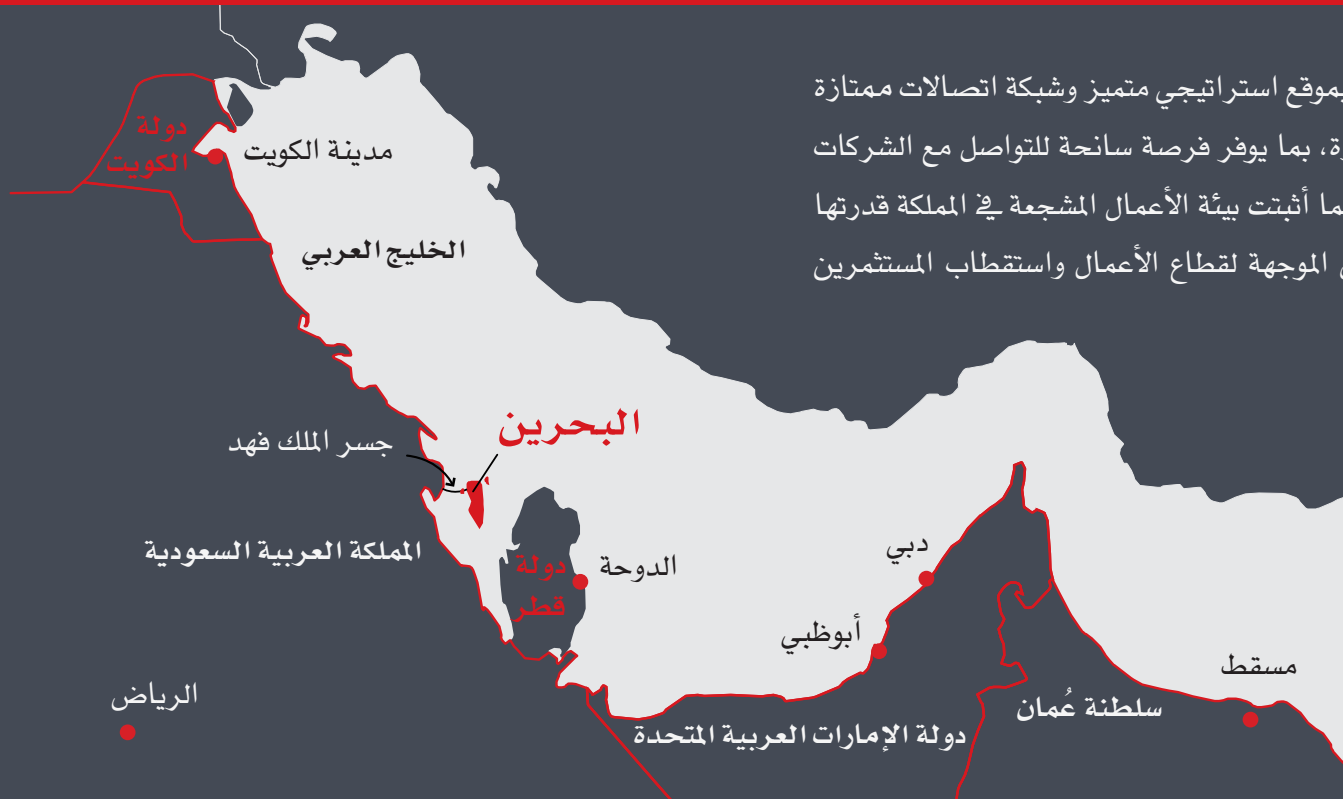 بموقع استراتيجي متميز وشبكة اتصالات ممتازة
بما يوفر فرصة سانحة للتواصل مع الشركات
أثبتت بيئة الأعمال المشجعة في المملكة قدرتها
الموجهة لقطاع الأعمال واستقطاب المستثمرين
دولة
الكويت
مدينة الكويت
الخليج العربي
البحرين
جسر الملك فهد
المملكة العربية السعودية
دولة
قطر
الدوحة
دبي
أبوظبي
مسقط
سلطنة عُمان
الرياض
دولة الإمارات العربية المتحدة